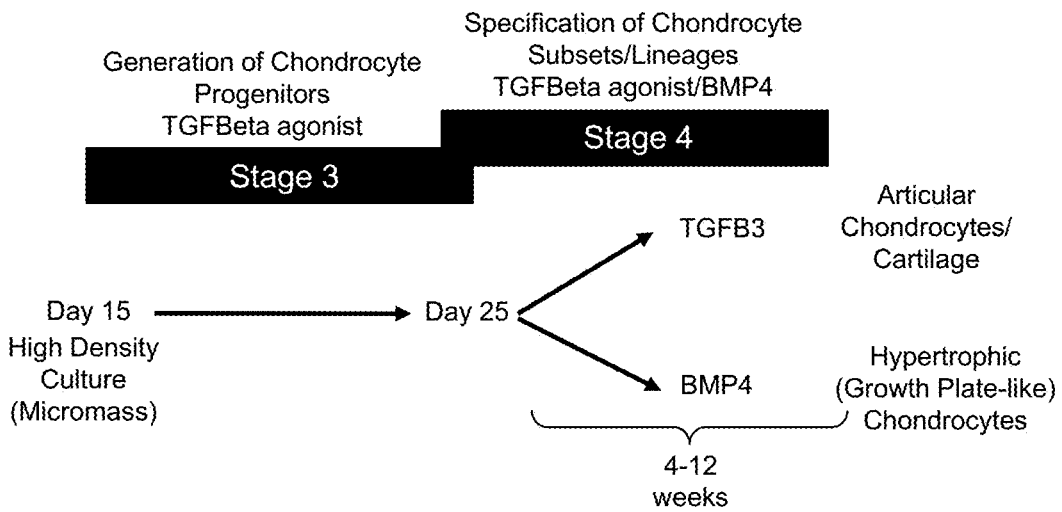 Generation of Chondrocyte
Progenitors
TGFBeta agonist
Stage 3
Specification of Chondrocyte
Subsets/Lineages
TGFBeta agonist/BMP4
Stage 4
Day 15
High Density
Culture
(Micromass)
Day 25
TGFB3
Articular
Chondrocytes/
Cartilage
BMP4
Hypertrophic
(Growth Plate-like)
Chondrocytes
4-12
weeks